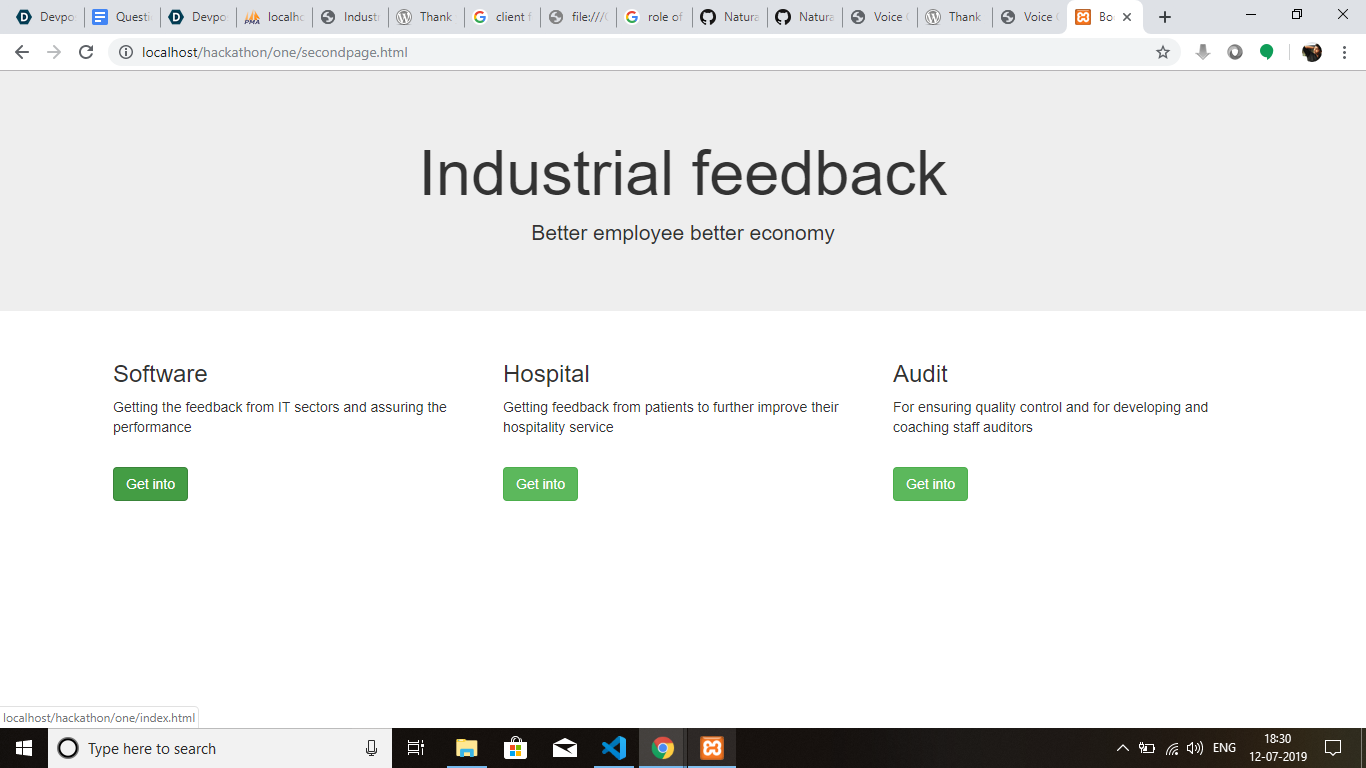 Devpo
Questi
Devpo
localho
Industr
Thank
client f
file:///C
role of
Natura
Natura
Voice C
Thank
Voice C
Bo
localhost/hackathon/one/secondpage.html
Industrial feedback
Better employee better economy
Software
Getting the feedback from IT sectors and assuring the
performance
Get into
Hospital
Getting feedback from patients to further improve their
hospitality service
Get into
Audit
For ensuring quality control and for developing and
coaching staff auditors
Get into
localhost/hackathon/one/index.html
Type here to search
ENG
18:30
12-07-2019